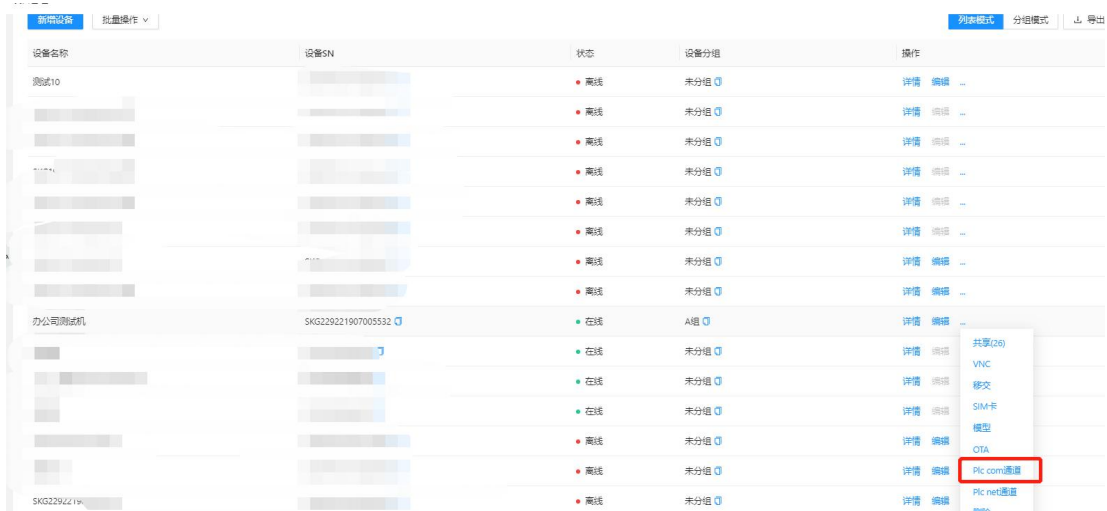 新增设备 批量操作 列表模式 分组模式 导出
设备名称 设备SN 状态 设备分组 操作
测试10 离线 未分组 详情 编辑 ...
离线 未分组 详情 编辑 ...
离线 未分组 详情 编辑 ...
离线 未分组 详情 编辑 ...
离线 未分组 详情 编辑 ...
离线 未分组 详情 编辑 ...
离线 未分组 详情 编辑 ...
离线 未分组 详情 编辑 ...
办公司测试机 SKG229221907005532 在线 A组 详情 编辑 ...
共享(26)
在线 未分组 详情 编辑
VNC
在线 未分组 详情 编辑
移交
SIM卡
在线 未分组 详情 编辑
模型
离线 未分组 详情 编辑
OTA
离线 未分组 详情 编辑
Plc com通道
Plc net通道
离线 未分组 详情 编辑